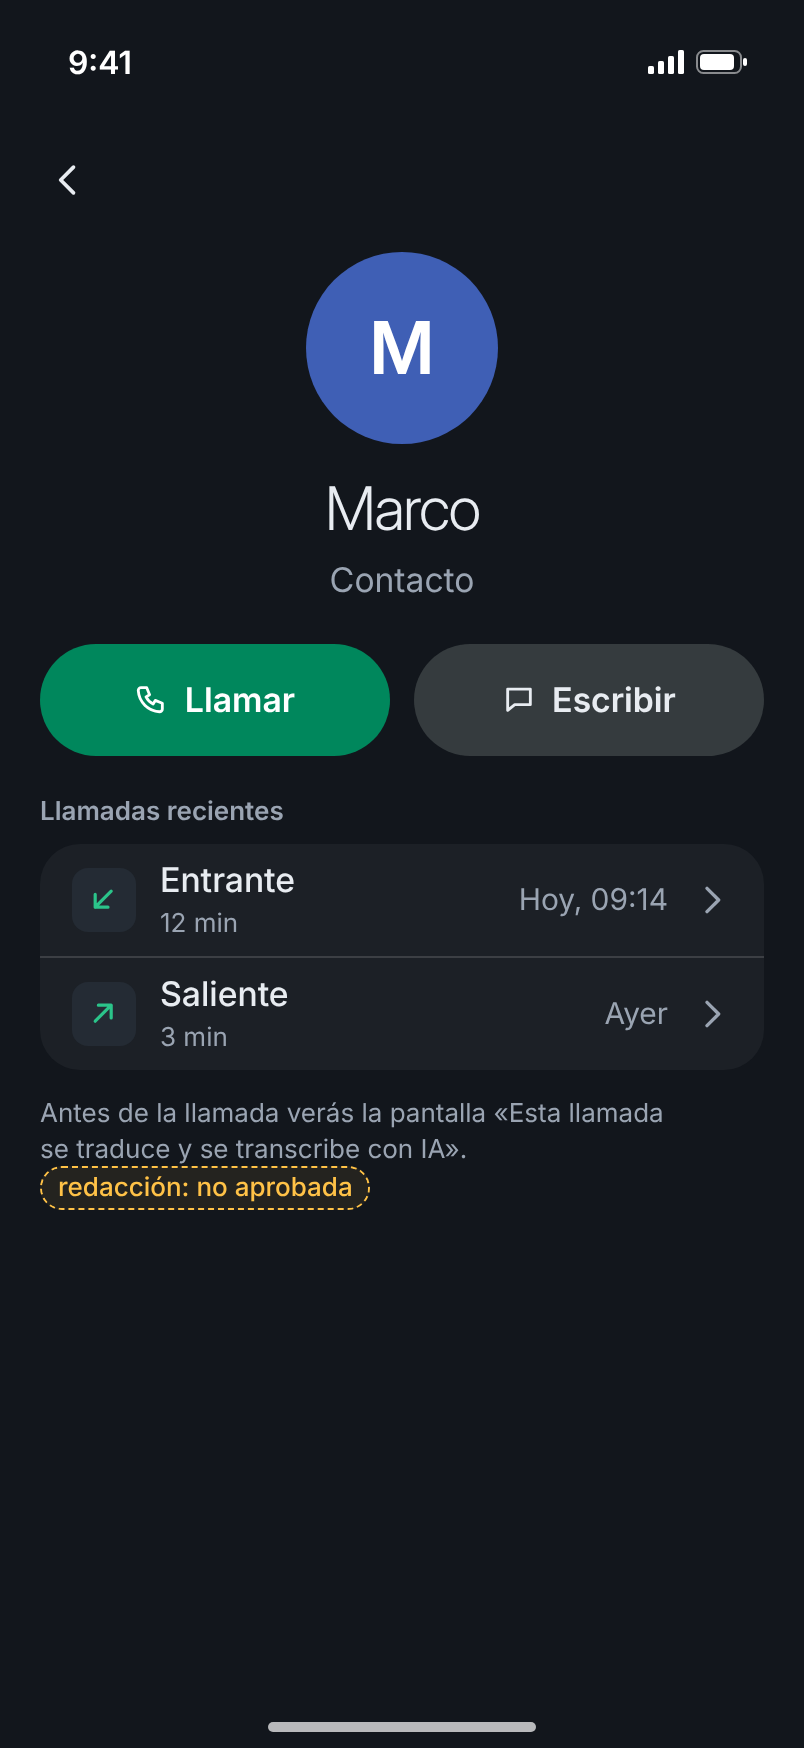 9:41
M
Marco
Contacto
Llamar
Escribir
Llamadas recientes
Entrante
12 min
Hoy, 09:14
Saliente
3 min
Ayer
Antes de la llamada verás la pantalla «Esta llamada
se traduce y se transcribe con IA».
redacción: no aprobada